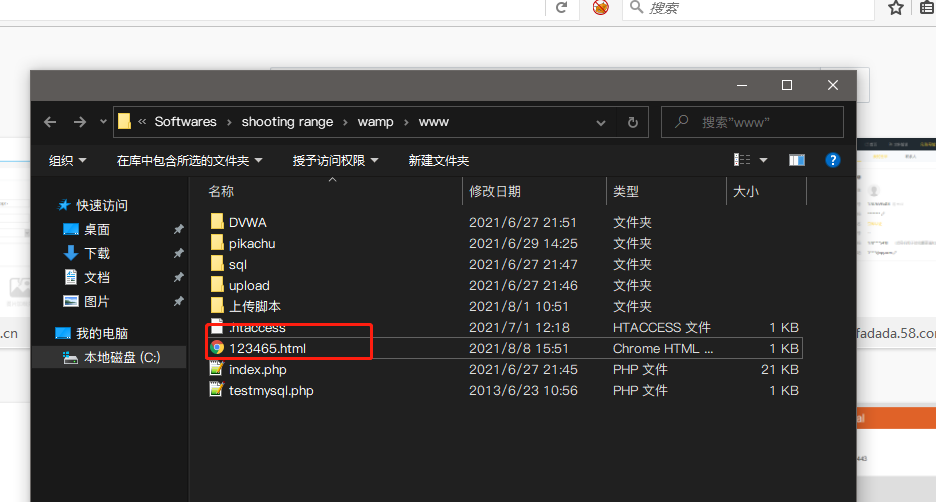 搜索
« Softwares › shooting range › wamp › www
搜索"www"
组织 在库中包含所选的文件夹 授予访问权限 新建文件夹
名称 修改日期 类型 大小
快速访问
桌面
下载
文档
图片
我的电脑
本地磁盘 (C:)
DVWA 2021/6/27 21:51 文件夹
pikachu 2021/6/29 14:25 文件夹
sql 2021/6/27 21:47 文件夹
upload 2021/6/27 21:46 文件夹
上传脚本 2021/8/1 10:51 文件夹
.htaccess 2021/7/1 12:18 HTACCESS 文件 1 KB
123465.html 2021/8/8 15:51 Chrome HTML ... 1 KB
index.php 2021/6/27 21:45 PHP 文件 21 KB
testmysql.php 2013/6/23 10:56 PHP 文件 1 KB
.cn
fadada.58.co